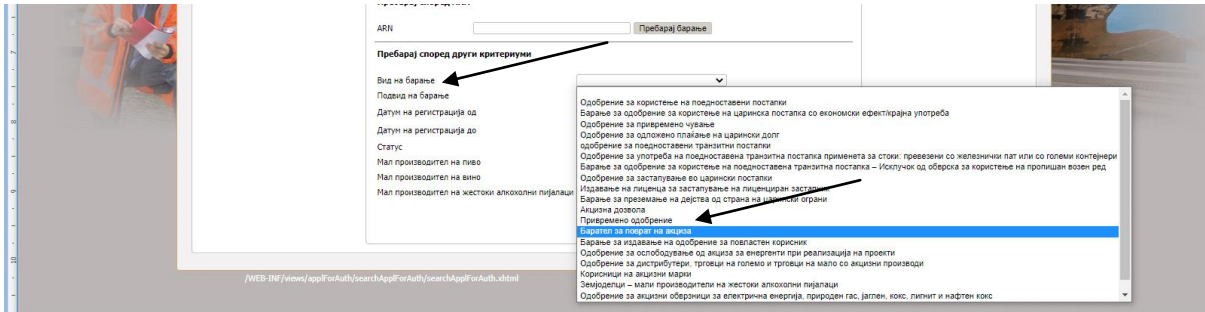 ARN
Пребарај барање
Пребарај според други критериуми
Вид на барање
Подвид на барање
Датум на регистрација од
Датум на регистрација до
Статус
Мал производител на пиво
Мал производител на вино
Мал производител на жестоки алкохолни пијалаци
Одобрение за користење на поедноставени постапки
Барање за одобрение за користење на царинска постапка со економски ефект/крајна употреба
Одобрение за привремено чување
Одобрение за одложено плаќање на царински долг
одобрение за поедноставени транзитни постапки
Одобрение за употреба на поедноставена транзитна постапка применета за стоки: превезени со железнички пат или со големи контејнери
Барање за одобрение за користење на поедноставена транзитна постапка – Исклучок од обврска за користење на пропишан возен ред
Одобрение за застапување во царински постапки
Издавање на лиценца за застапување на лиценциран застапник
Барање за преземање на дејства од страна на царински ограни
Акцизна дозвола
Привремено одобрение
Барател за поврат на акциза
Барање за издавање на одобрение за повластен корисник
Одобрение за ослободување од акциза за енергенти при реализација на проекти
Одобрение за дистрибутери, трговци на големо и трговци на мало со акцизни производи
Корисници на акцизни марки
Земјоделци – мали производители на жестоки алкохолни пијалаци
Одобрение за акцизни обврзници за електрична енергија, природен гас, јаглен, кокс, лигнит и нафтен кокс
/WEB-INF/views/applForAuth/searchApplForAuth/searchApplForAuth.xhtml